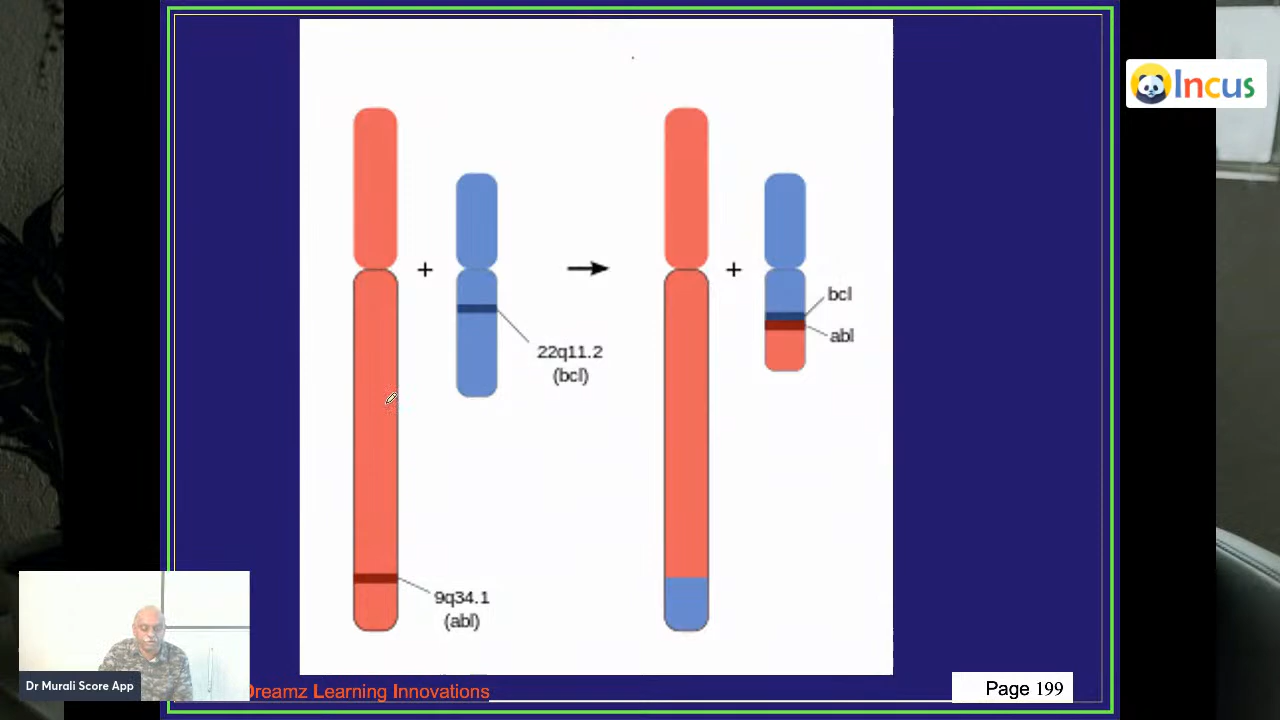 Incus
+
+
bcl
abl
22q11.2
(bcl)
9q34.1
(abl)
Dr Murali Score App
Dreamz Learning Innovations
Page 199